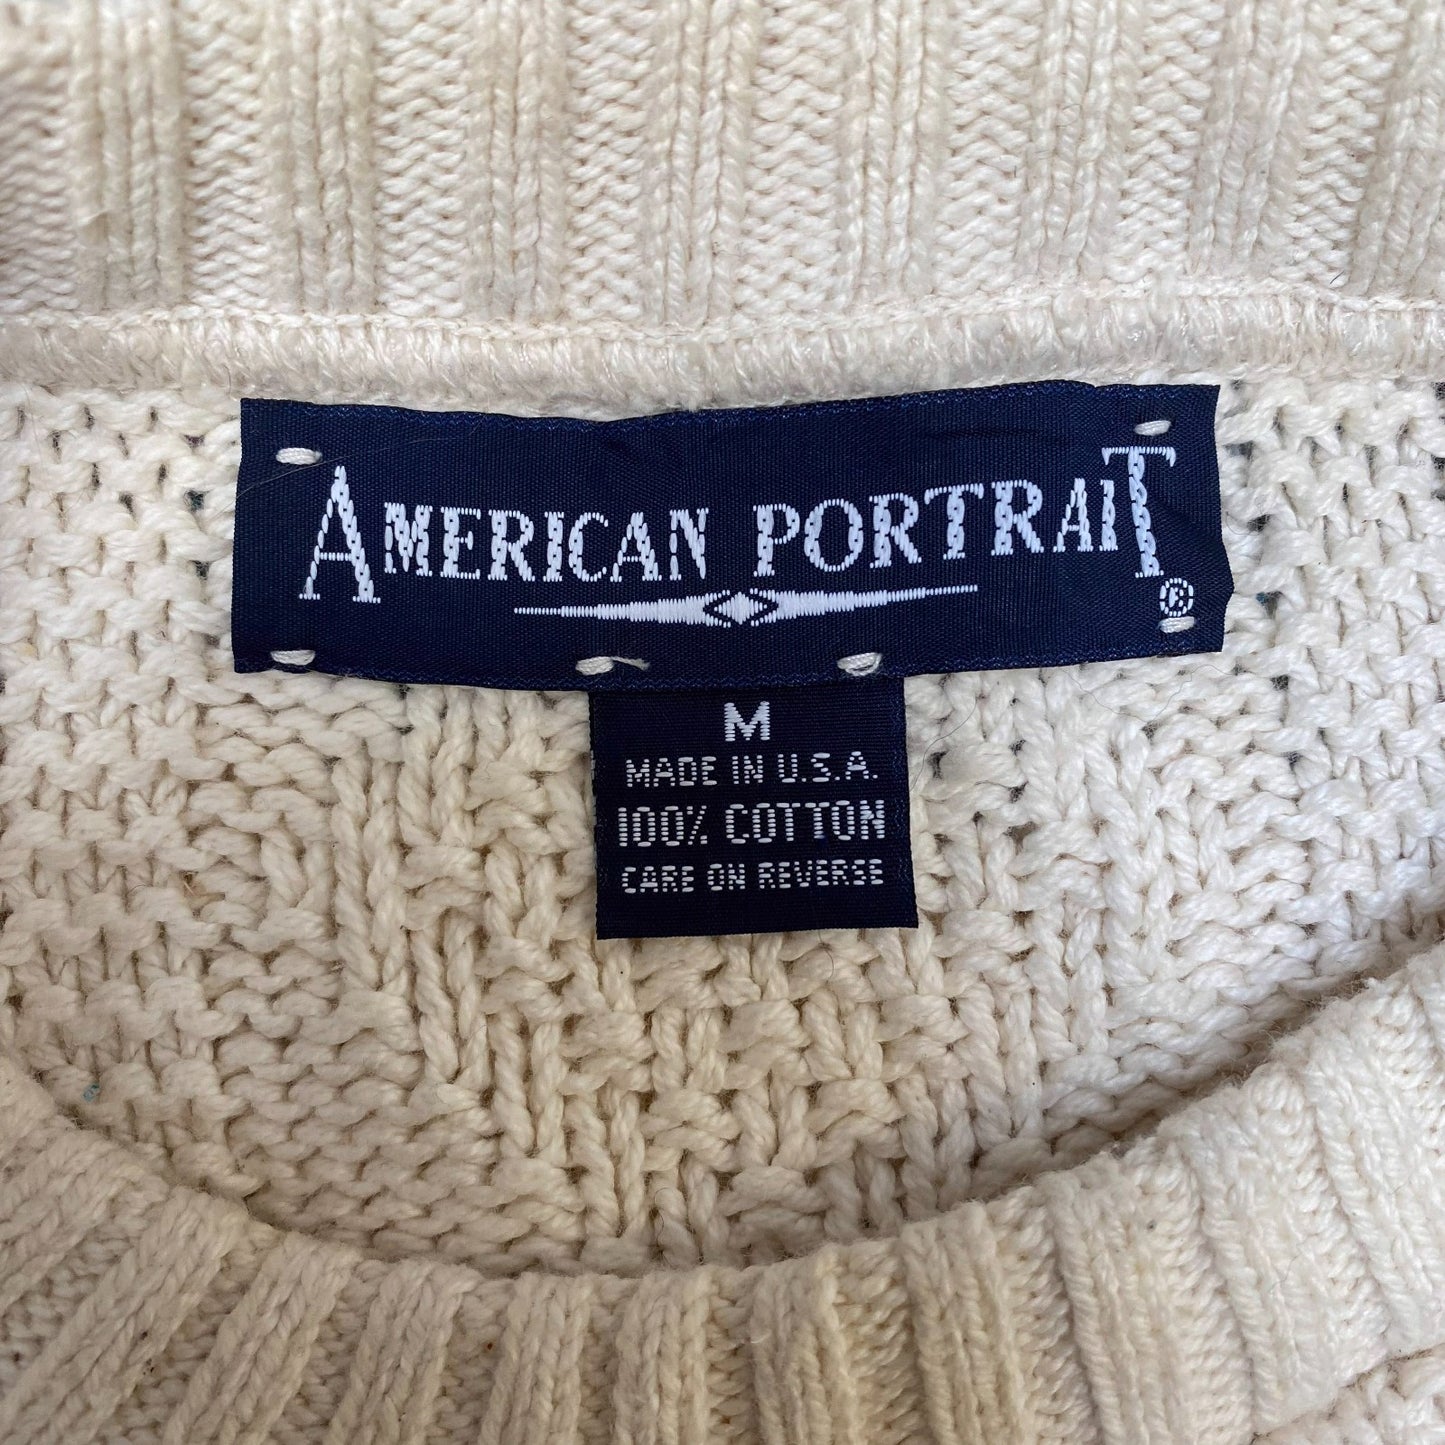 AMERICAN PORTRAIT®
M
MADE IN U.S.A.
100% COTTON
CARE ON REVERSE